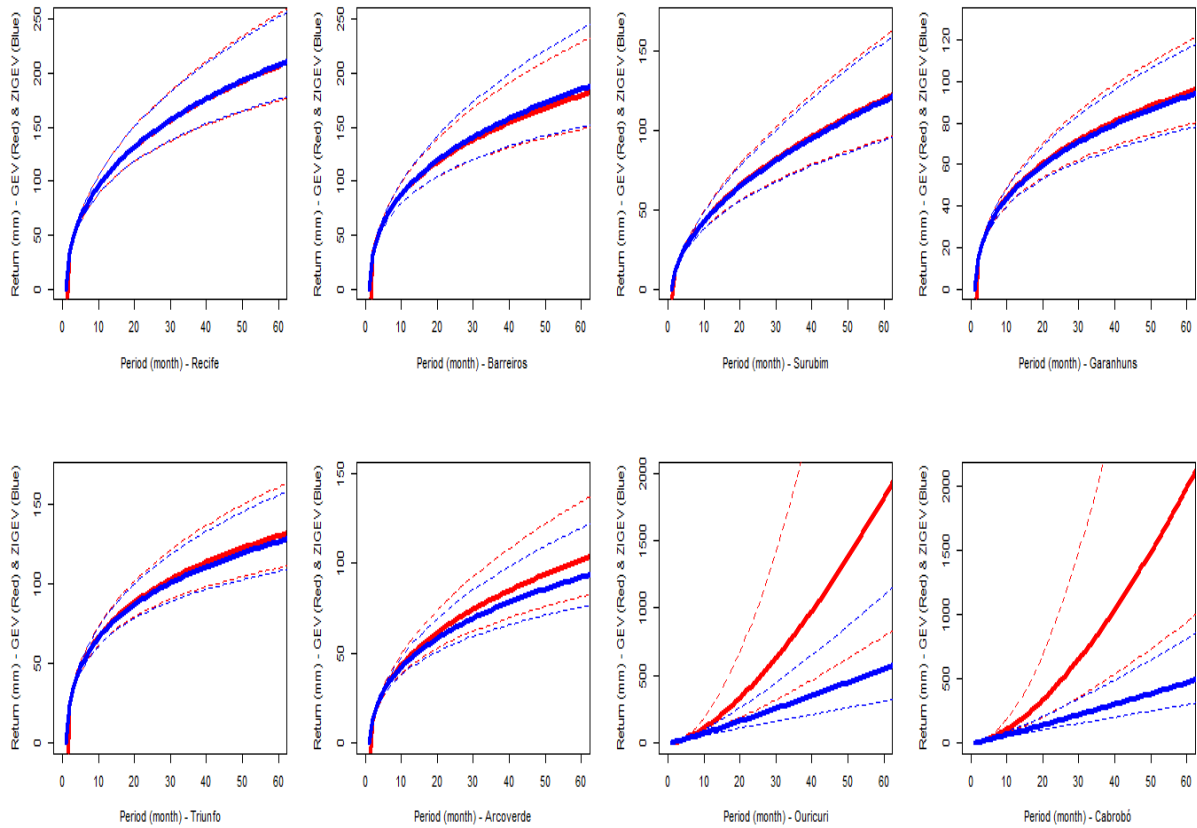 Return (mm) - GEV (Red) & ZIGEV (Blue)
0 50 100 150 200 250
0 10 20 30 40 50 60
Period (month) - Recife
Return (mm) - GEV (Red) & ZIGEV (Blue)
0 50 100 150 200 250
0 10 20 30 40 50 60
Period (month) - Barreiros
Return (mm) - GEV (Red) & ZIGEV (Blue)
0 50 100 150
0 10 20 30 40 50 60
Period (month) - Surubim
Return (mm) - GEV (Red) & ZIGEV (Blue)
0 20 40 60 80 100 120
0 10 20 30 40 50 60
Period (month) - Garanhuns
Return (mm) - GEV (Red) & ZIGEV (Blue)
0 50 100 150
0 10 20 30 40 50 60
Period (month) - Triunfo
Return (mm) - GEV (Red) & ZIGEV (Blue)
0 50 100 150
0 10 20 30 40 50 60
Period (month) - Arcoverde
Return (mm) - GEV (Red) & ZIGEV (Blue)
0 500 1000 1500 2000
0 10 20 30 40 50 60
Period (month) - Ouricuri
Return (mm) - GEV (Red) & ZIGEV (Blue)
0 500 1000 1500 2000
0 10 20 30 40 50 60
Period (month) - Cabrobó